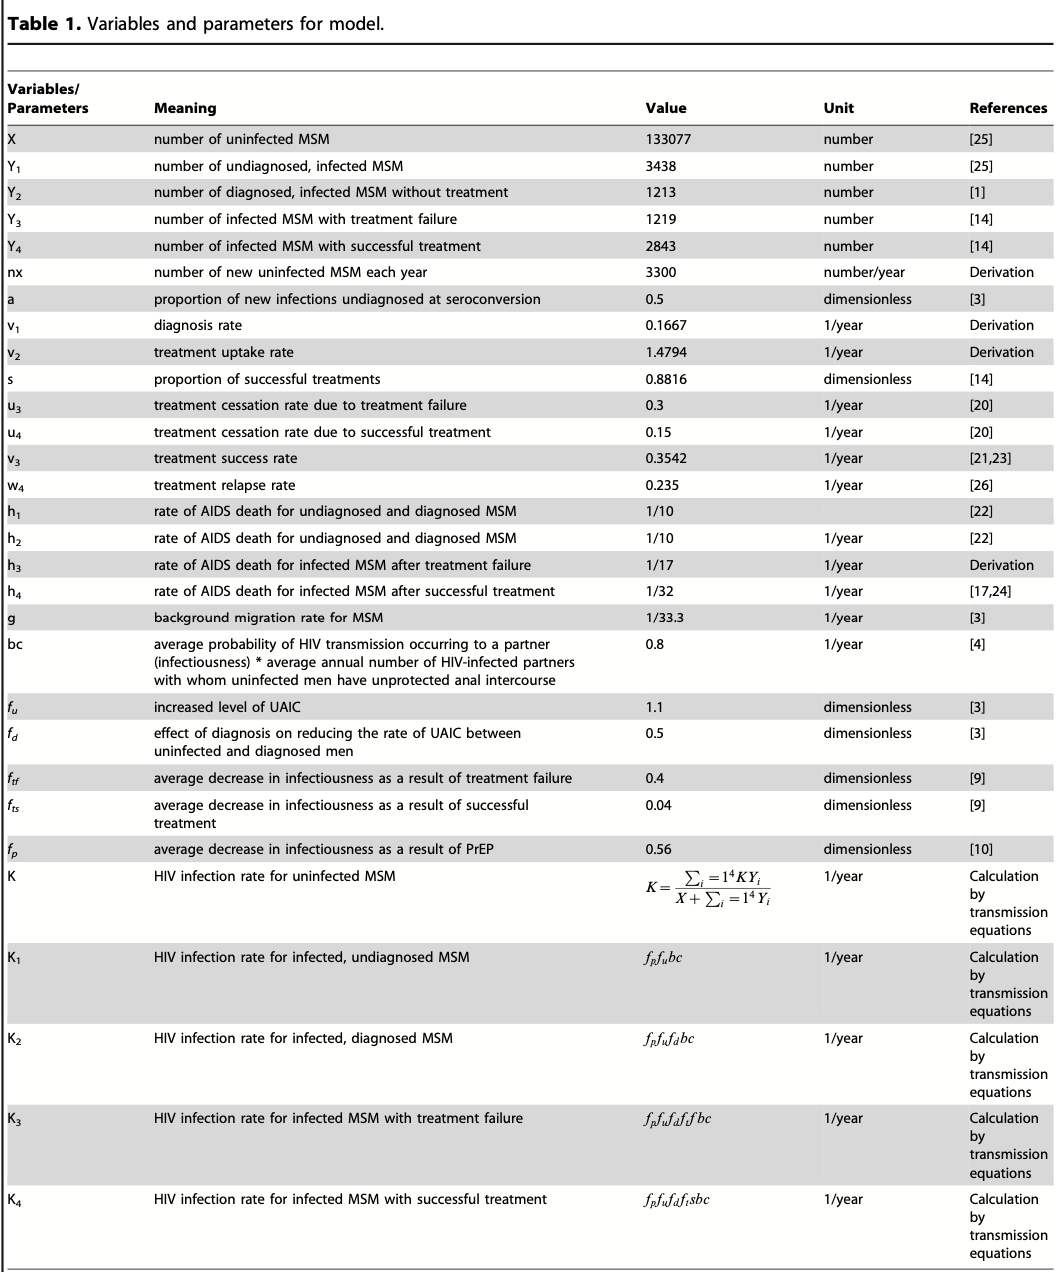 Table 1. Variables and parameters for model.
Variables/
Parameters Meaning Value Unit References
X number of uninfected MSM 133077 number [25]
Y1 number of undiagnosed, infected MSM 3438 number [25]
Y2 number of diagnosed, infected MSM without treatment 1213 number [1]
Y3 number of infected MSM with treatment failure 1219 number [14]
Y4 number of infected MSM with successful treatment 2843 number [14]
nx number of new uninfected MSM each year 3300 number/year Derivation
a proportion of new infections undiagnosed at seroconversion 0.5 dimensionless [3]
v1 diagnosis rate 0.1667 1/year Derivation
v2 treatment uptake rate 1.4794 1/year Derivation
s proportion of successful treatments 0.8816 dimensionless [14]
u3 treatment cessation rate due to treatment failure 0.3 1/year [20]
u4 treatment cessation rate due to successful treatment 0.15 1/year [20]
v3 treatment success rate 0.3542 1/year [21,23]
w4 treatment relapse rate 0.235 1/year [26]
h1 rate of AIDS death for undiagnosed and diagnosed MSM 1/10 [22]
h2 rate of AIDS death for undiagnosed and diagnosed MSM 1/10 1/year [22]
h3 rate of AIDS death for infected MSM after treatment failure 1/17 1/year Derivation
h4 rate of AIDS death for infected MSM after successful treatment 1/32 1/year [17,24]
g background migration rate for MSM 1/33.3 1/year [3]
bc average probability of HIV transmission occurring to a partner 0.8 1/year [4]
(infectiousness) * average annual number of HIV-infected partners
with whom uninfected men have unprotected anal intercourse
fu increased level of UAIC 1.1 dimensionless [3]
fd effect of diagnosis on reducing the rate of UAIC between 0.5 dimensionless [3]
uninfected and diagnosed men
ftf average decrease in infectiousness as a result of treatment failure 0.4 dimensionless [9]
fts average decrease in infectiousness as a result of successful 0.04 dimensionless [9]
treatment
fp average decrease in infectiousness as a result of PrEP 0.56 dimensionless [10]
K HIV infection rate for uninfected MSM K = ∑i = 1^4 KYi / X + ∑i = 1^4 Yi 1/year Calculation
by
transmission
equations
K1 HIV infection rate for infected, undiagnosed MSM fpfubc 1/year Calculation
by
transmission
equations
K2 HIV infection rate for infected, diagnosed MSM fpfufdbc 1/year Calculation
by
transmission
equations
K3 HIV infection rate for infected MSM with treatment failure fpfufdftfbc 1/year Calculation
by
transmission
equations
K4 HIV infection rate for infected MSM with successful treatment fpfufdftsbc 1/year Calculation
by
transmission
equations